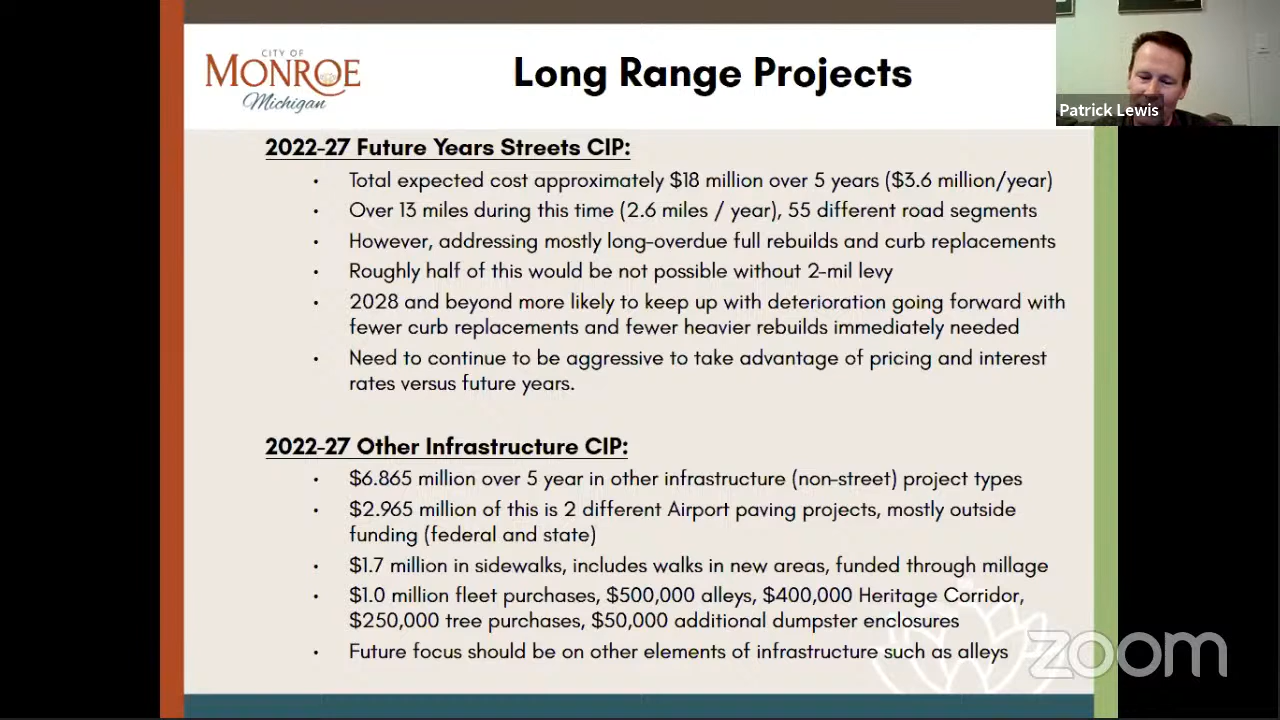 CITY OF
MONROE
Michigan
Long Range Projects
Patrick Lewis
2022-27 Future Years Streets CIP:
• Total expected cost approximately $18 million over 5 years ($3.6 million/year)
• Over 13 miles during this time (2.6 miles / year), 55 different road segments
• However, addressing mostly long-overdue full rebuilds and curb replacements
• Roughly half of this would be not possible without 2-mil levy
• 2028 and beyond more likely to keep up with deterioration going forward with
fewer curb replacements and fewer heavier rebuilds immediately needed
• Need to continue to be aggressive to take advantage of pricing and interest
rates versus future years.
2022-27 Other Infrastructure CIP:
• $6.865 million over 5 year in other infrastructure (non-street) project types
• $2.965 million of this is 2 different Airport paving projects, mostly outside
funding (federal and state)
• $1.7 million in sidewalks, includes walks in new areas, funded through millage
• $1.0 million fleet purchases, $500,000 alleys, $400,000 Heritage Corridor,
$250,000 tree purchases, $50,000 additional dumpster enclosures
• Future focus should be on other elements of infrastructure such as alleys
zoom